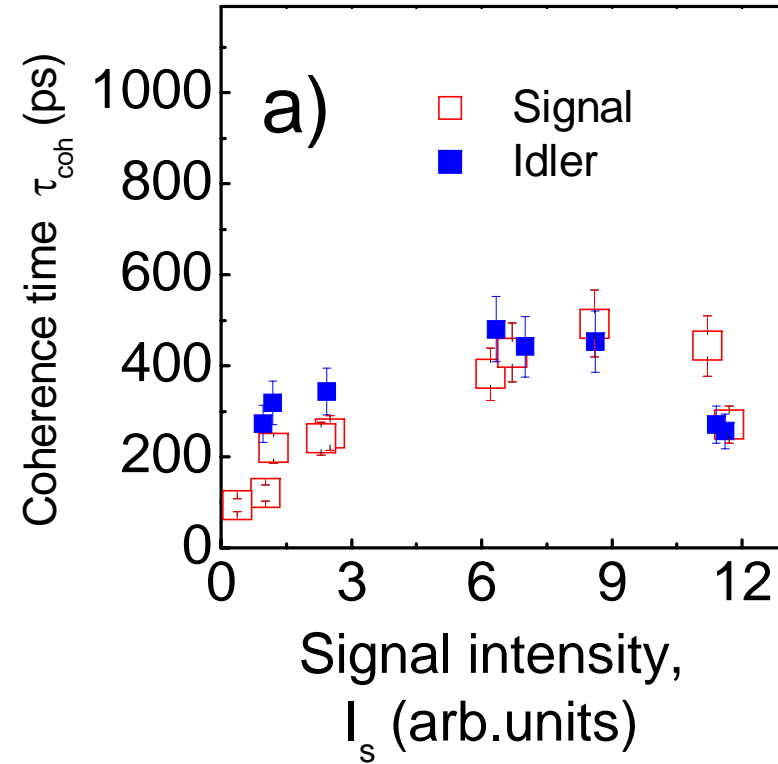 a)
Signal
Idler
Coherence time τcoh (ps)
1000
800
600
400
200
0
0 3 6 9 12
Signal intensity,
Is (arb.units)